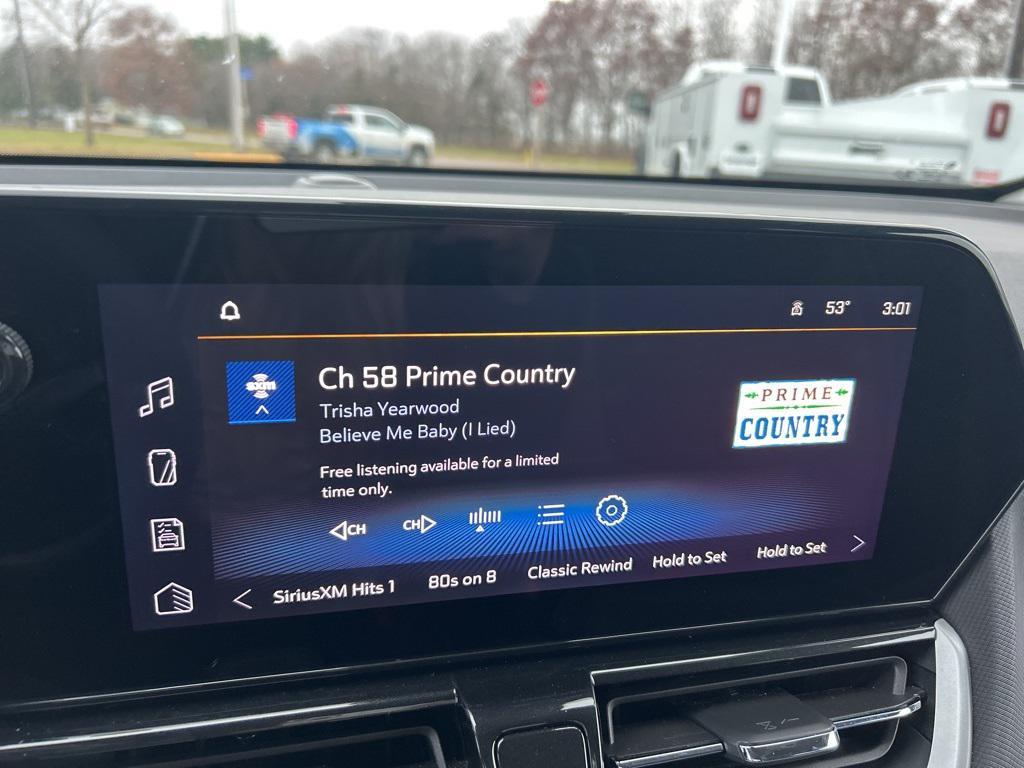 53° 3:01
sxm
Ch 58 Prime Country
Trisha Yearwood
Believe Me Baby (I Lied)
Free listening available for a limited
time only.
PRIME
COUNTRY
CH CH
SiriusXM Hits 1 80s on 8 Classic Rewind Hold to Set Hold to Set